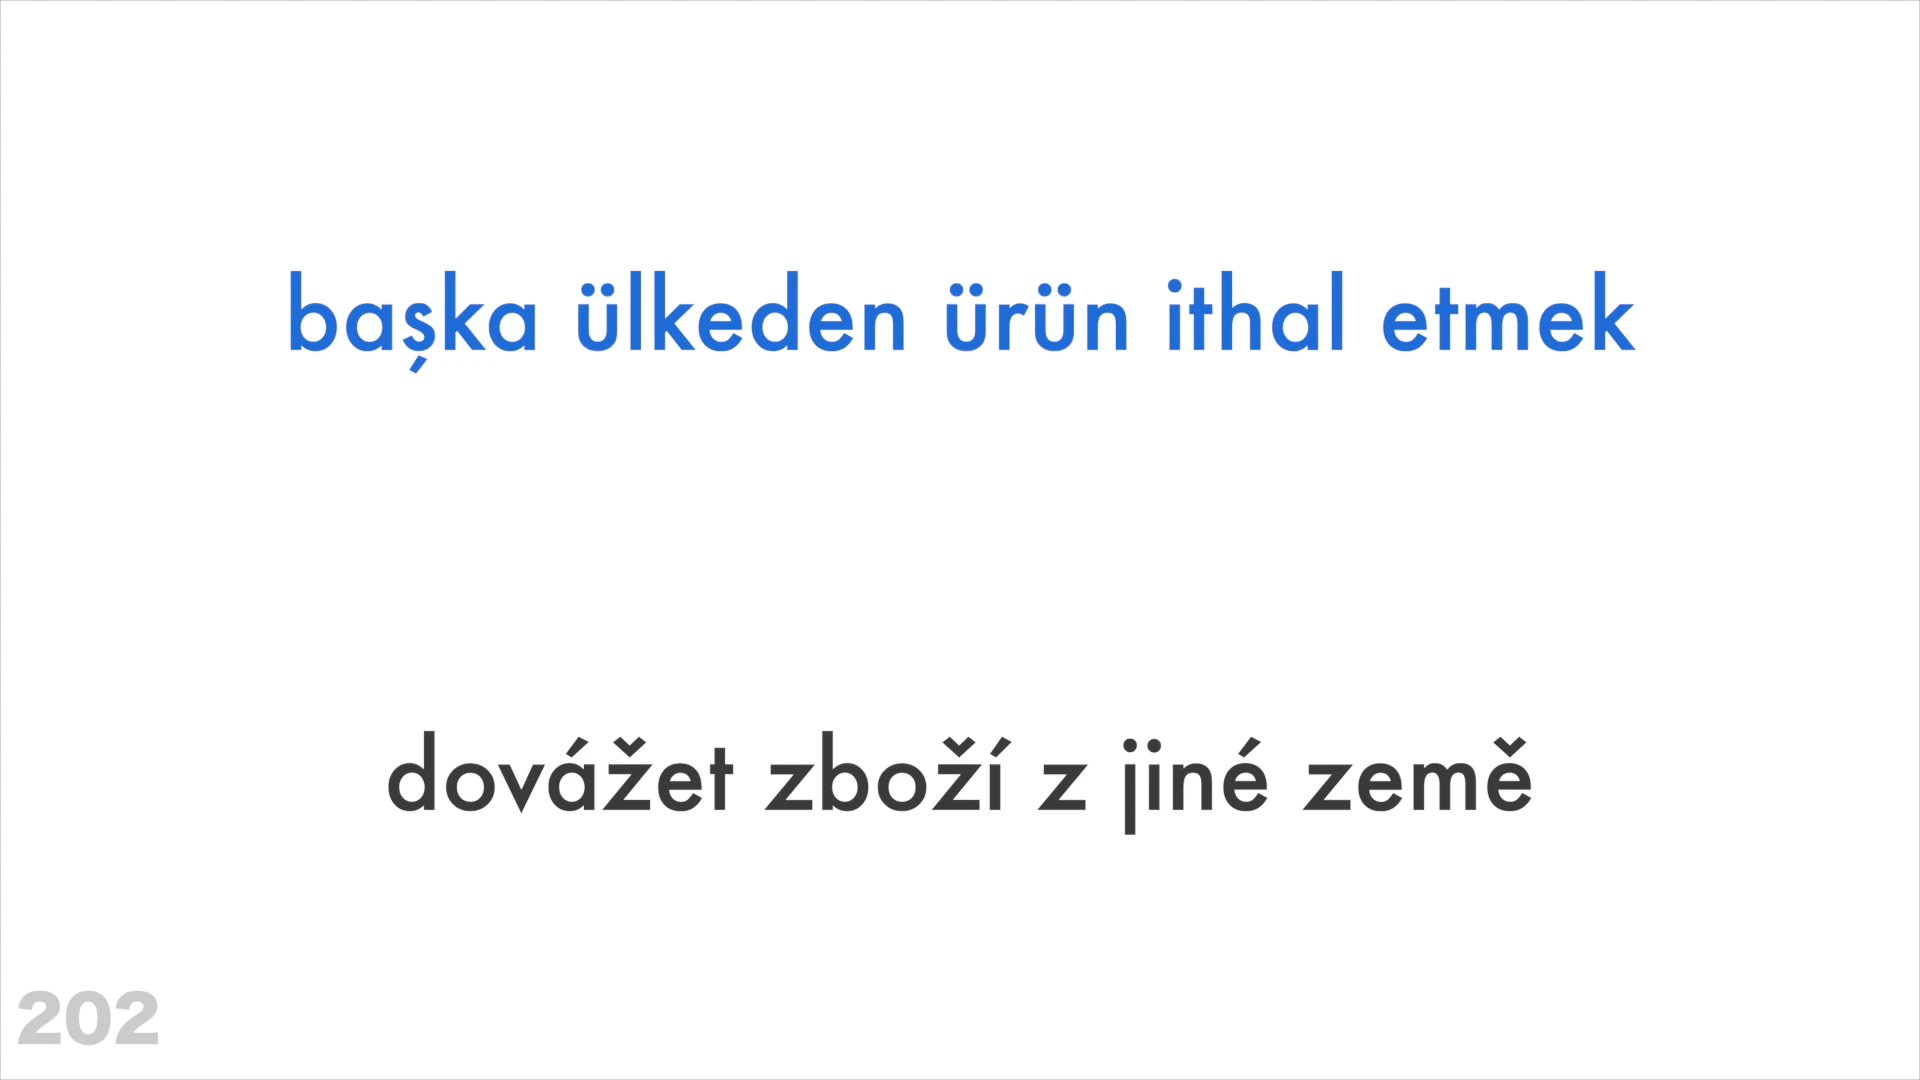 başka ülkeden ürün ithal etmek
dovážet zboží z jiné země
202